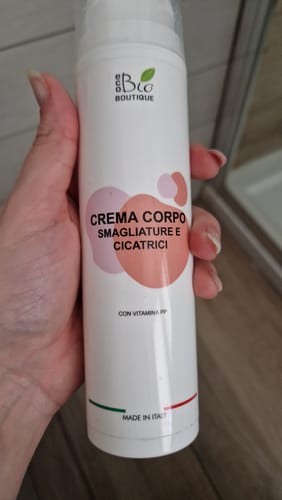 eco Bio
BOUTIQUE
CREMA CORPO
SMAGLIATURE E
CICATRICI
CON VITAMINA PP
MADE IN ITALY